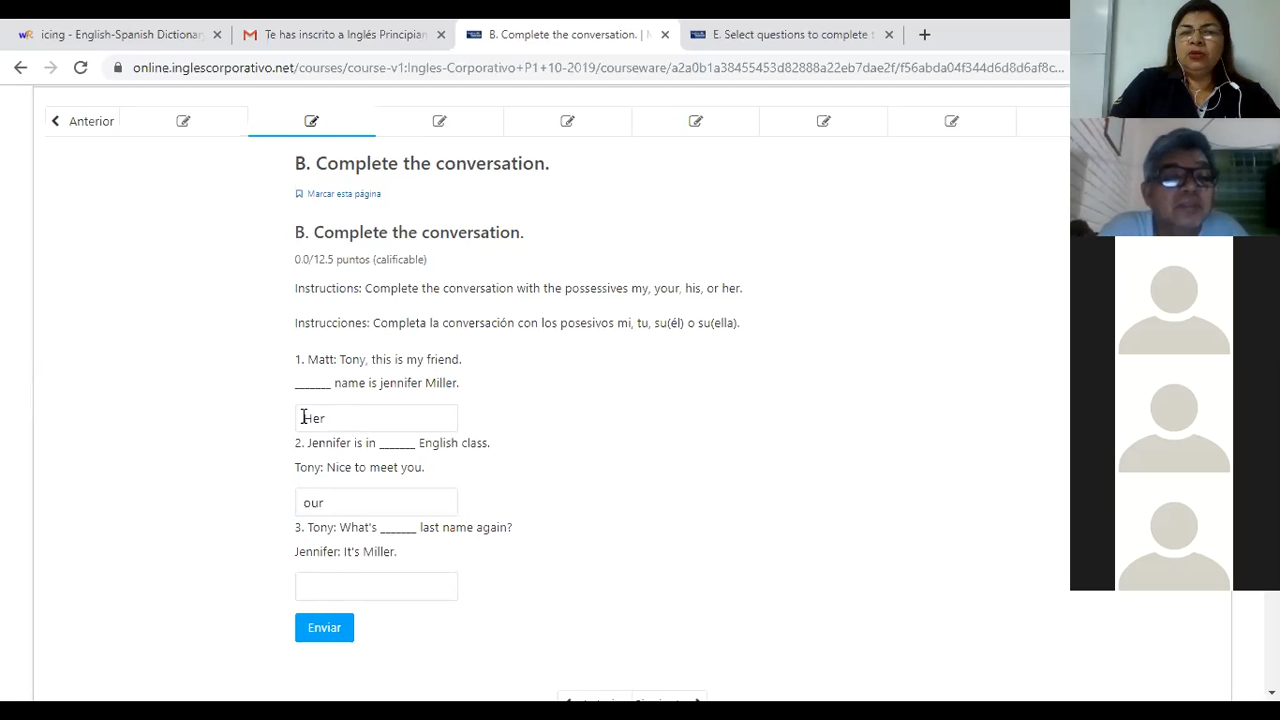 icing - English-Spanish Dictionary
Te has inscrito a Inglés Principian
B. Complete the conversation. |
E. Select questions to complete t
online.inglescorporativo.net/courses/course-v1:Ingles-Corporativo+P1+10-2019/courseware/a2a0b1a38455453d82888a22eb7dae2f/f56abda04f344d6d8d6af8c...
Anterior
B. Complete the conversation.
Marcar esta página
B. Complete the conversation.
0.0/12.5 puntos (calificable)
Instructions: Complete the conversation with the possessives my, your, his, or her.
Instrucciones: Completa la conversación con los posesivos mi, tu, su(él) o su(ella).
1. Matt: Tony, this is my friend.
_______ name is jennifer Miller.
Her
2. Jennifer is in _______ English class.
Tony: Nice to meet you.
our
3. Tony: What's _______ last name again?
Jennifer: It's Miller.
Enviar